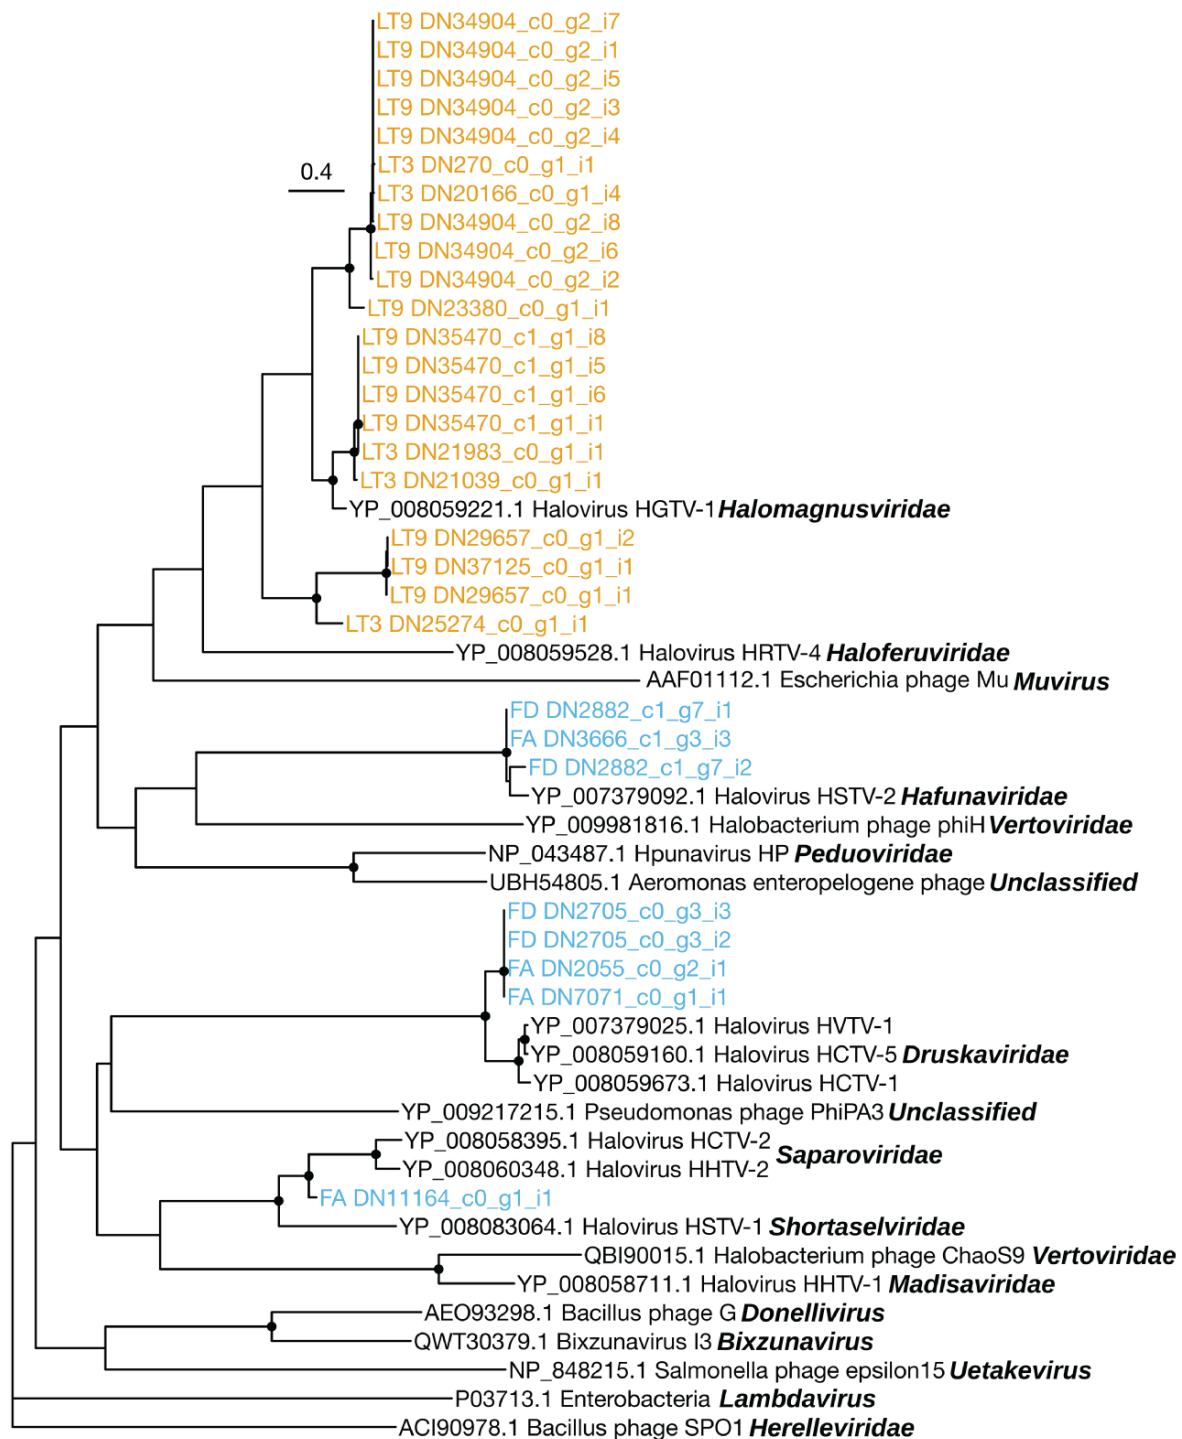 LT9 DN34904_c0_g2_i7
LT9 DN34904_c0_g2_i1
LT9 DN34904_c0_g2_i5
LT9 DN34904_c0_g2_i3
LT9 DN34904_c0_g2_i4
0.4
LT3 DN270_c0_g1_i1
LT3 DN20166_c0_g1_i4
LT9 DN34904_c0_g2_i8
LT9 DN34904_c0_g2_i6
LT9 DN34904_c0_g2_i2
LT9 DN23380_c0_g1_i1
LT9 DN35470_c1_g1_i8
LT9 DN35470_c1_g1_i5
LT9 DN35470_c1_g1_i6
LT9 DN35470_c1_g1_i1
LT3 DN21983_c0_g1_i1
LT3 DN21039_c0_g1_i1
YP_008059221.1 Halovirus HGTV-1 Halomagnusviridae
LT9 DN29657_c0_g1_i2
LT9 DN37125_c0_g1_i1
LT9 DN29657_c0_g1_i1
LT3 DN25274_c0_g1_i1
YP_008059528.1 Halovirus HRTV-4 Haloferuviridae
AAF01112.1 Escherichia phage Mu Muvirus
FD DN2882_c1_g7_i1
FA DN3666_c1_g3_i3
FD DN2882_c1_g7_i2
YP_007379092.1 Halovirus HSTV-2 Hafunaviridae
YP_009981816.1 Halobacterium phage phiH Vertoviridae
NP_043487.1 Hpunavirus HP Peduoviridae
UBH54805.1 Aeromonas enteropelogene phage Unclassified
FD DN2705_c0_g3_i3
FD DN2705_c0_g3_i2
FA DN2055_c0_g2_i1
FA DN7071_c0_g1_i1
YP_007379025.1 Halovirus HVTV-1
YP_008059160.1 Halovirus HCTV-5 Druskaviridae
YP_008059673.1 Halovirus HCTV-1
YP_009217215.1 Pseudomonas phage PhiPA3 Unclassified
YP_008058395.1 Halovirus HCTV-2
Saparoviridae
YP_008060348.1 Halovirus HHTV-2
FA DN11164_c0_g1_i1
YP_008083064.1 Halovirus HSTV-1 Shortaselviridae
QBI90015.1 Halobacterium phage ChaoS9 Vertoviridae
YP_008058711.1 Halovirus HHTV-1 Madisaviridae
AEO93298.1 Bacillus phage G Donellivirus
QWT30379.1 Bixzunavirus I3 Bixzunavirus
NP_848215.1 Salmonella phage epsilon15 Uetakevirus
P03713.1 Enterobacteria Lambdavirus
ACI90978.1 Bacillus phage SPO1 Herelleviridae